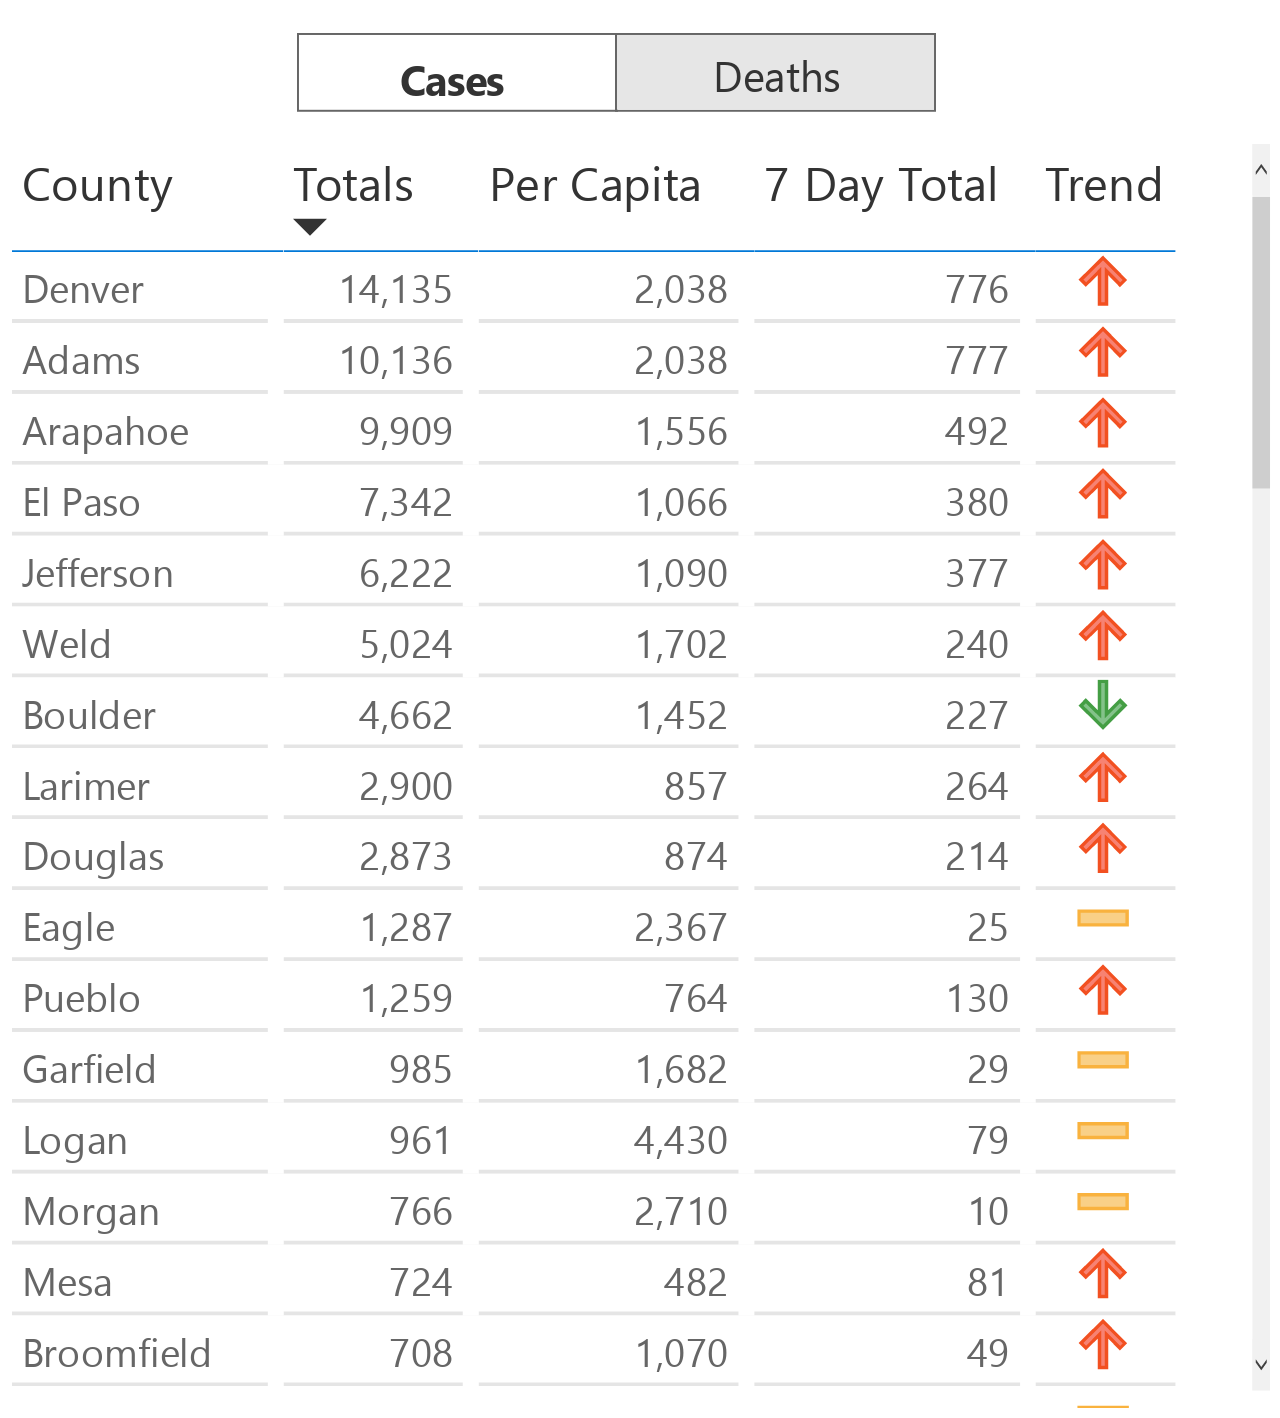 Cases Deaths
County Totals Per Capita 7 Day Total Trend
Denver 14,135 2,038 776
Adams 10,136 2,038 777
Arapahoe 9,909 1,556 492
El Paso 7,342 1,066 380
Jefferson 6,222 1,090 377
Weld 5,024 1,702 240
Boulder 4,662 1,452 227
Larimer 2,900 857 264
Douglas 2,873 874 214
Eagle 1,287 2,367 25
Pueblo 1,259 764 130
Garfield 985 1,682 29
Logan 961 4,430 79
Morgan 766 2,710 10
Mesa 724 482 81
Broomfield 708 1,070 49